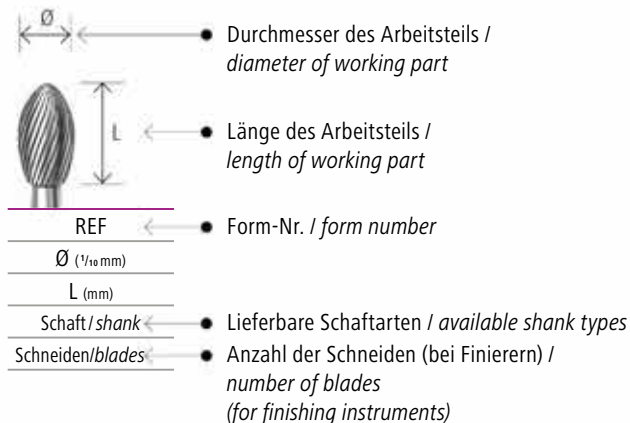 Ø
Durchmesser des Arbeitsteils /
diameter of working part
L
Länge des Arbeitsteils /
length of working part
REF
Form-Nr. / form number
Ø (¹/₁₀ mm)
L (mm)
Schaft / shank
Lieferbare Schaftarten / available shank types
Schneiden/blades
Anzahl der Schneiden (bei Finierern) /
number of blades
(for finishing instruments)